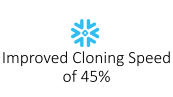 Improved Cloning Speed
of 45%